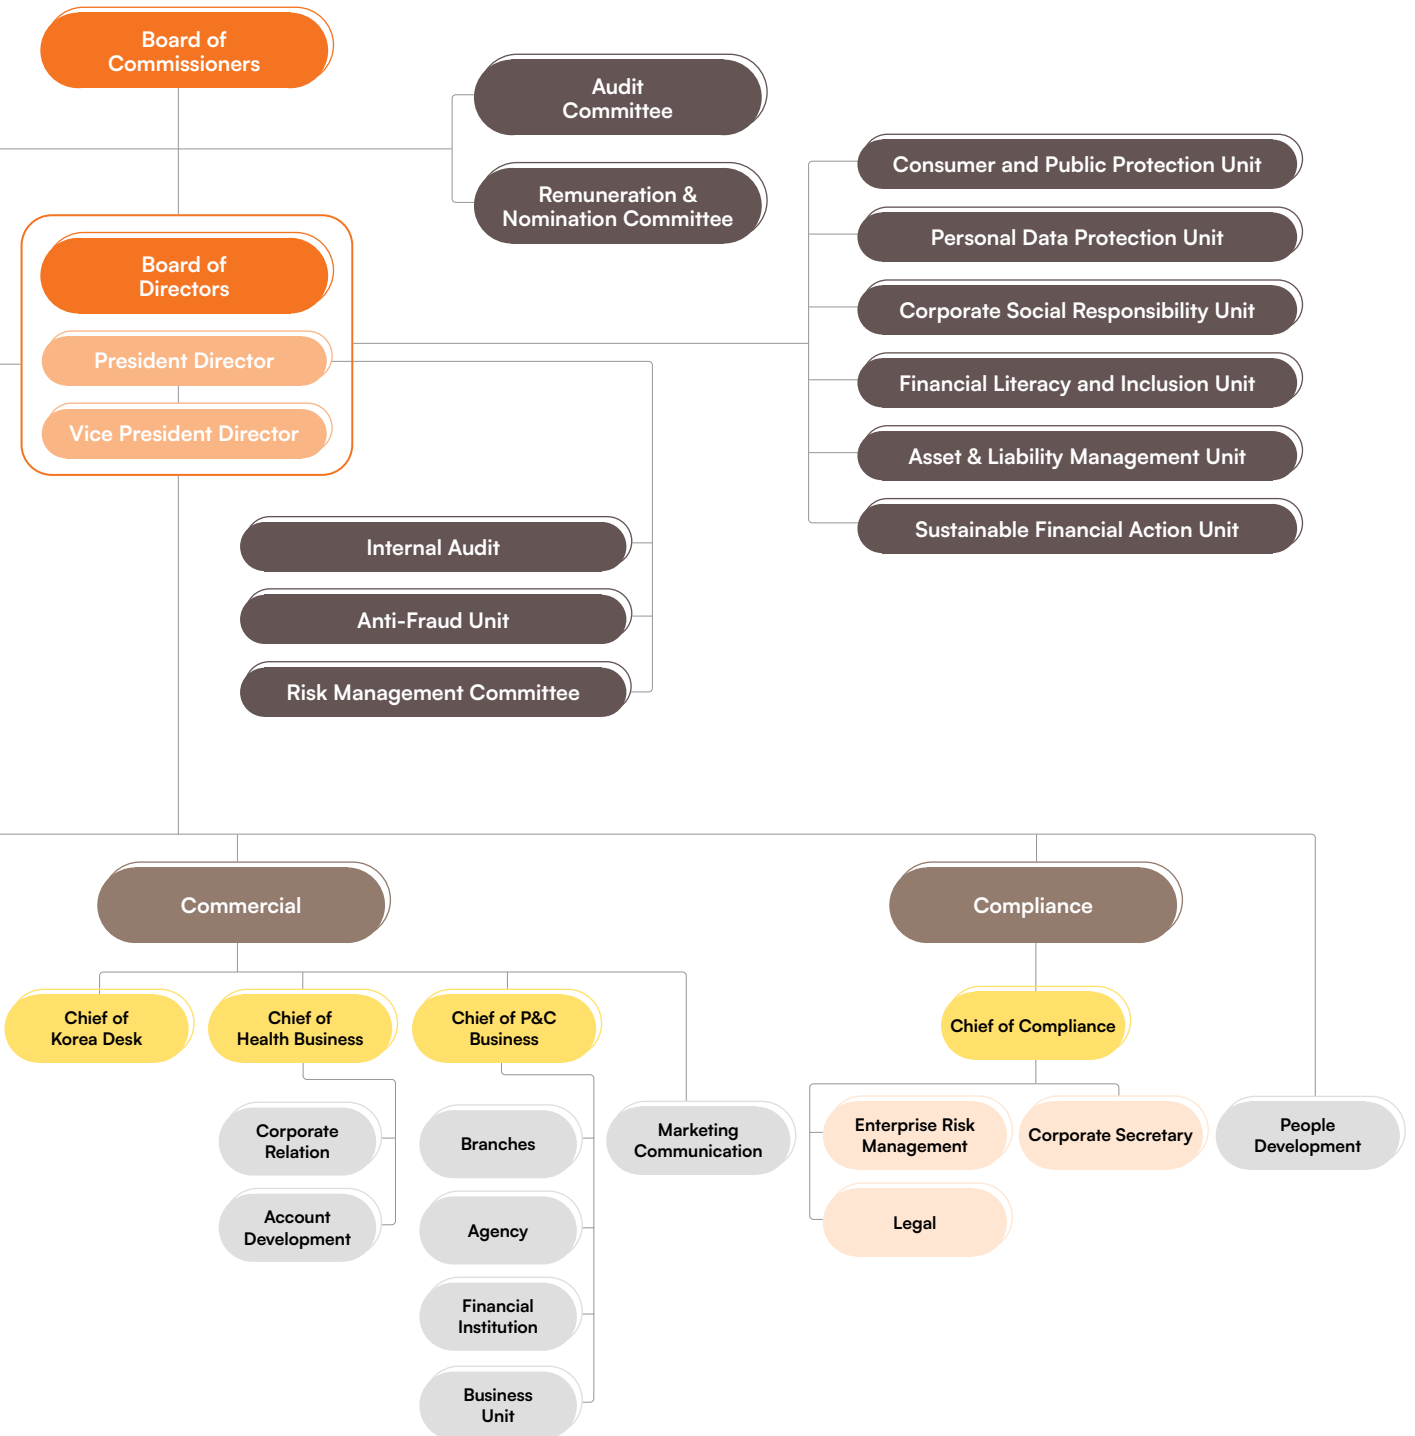 Board of
Commissioners
Audit
Committee
Remuneration &
Nomination Committee
Consumer and Public Protection Unit
Personal Data Protection Unit
Corporate Social Responsibility Unit
Financial Literacy and Inclusion Unit
Asset & Liability Management Unit
Sustainable Financial Action Unit
Board of
Directors
President Director
Vice President Director
Internal Audit
Anti-Fraud Unit
Risk Management Committee
Commercial
Compliance
Chief of
Korea Desk
Chief of
Health Business
Chief of P&C
Business
Chief of Compliance
Corporate
Relation
Account
Development
Branches
Agency
Financial
Institution
Business
Unit
Marketing
Communication
Enterprise Risk
Management
Corporate Secretary
Legal
People
Development